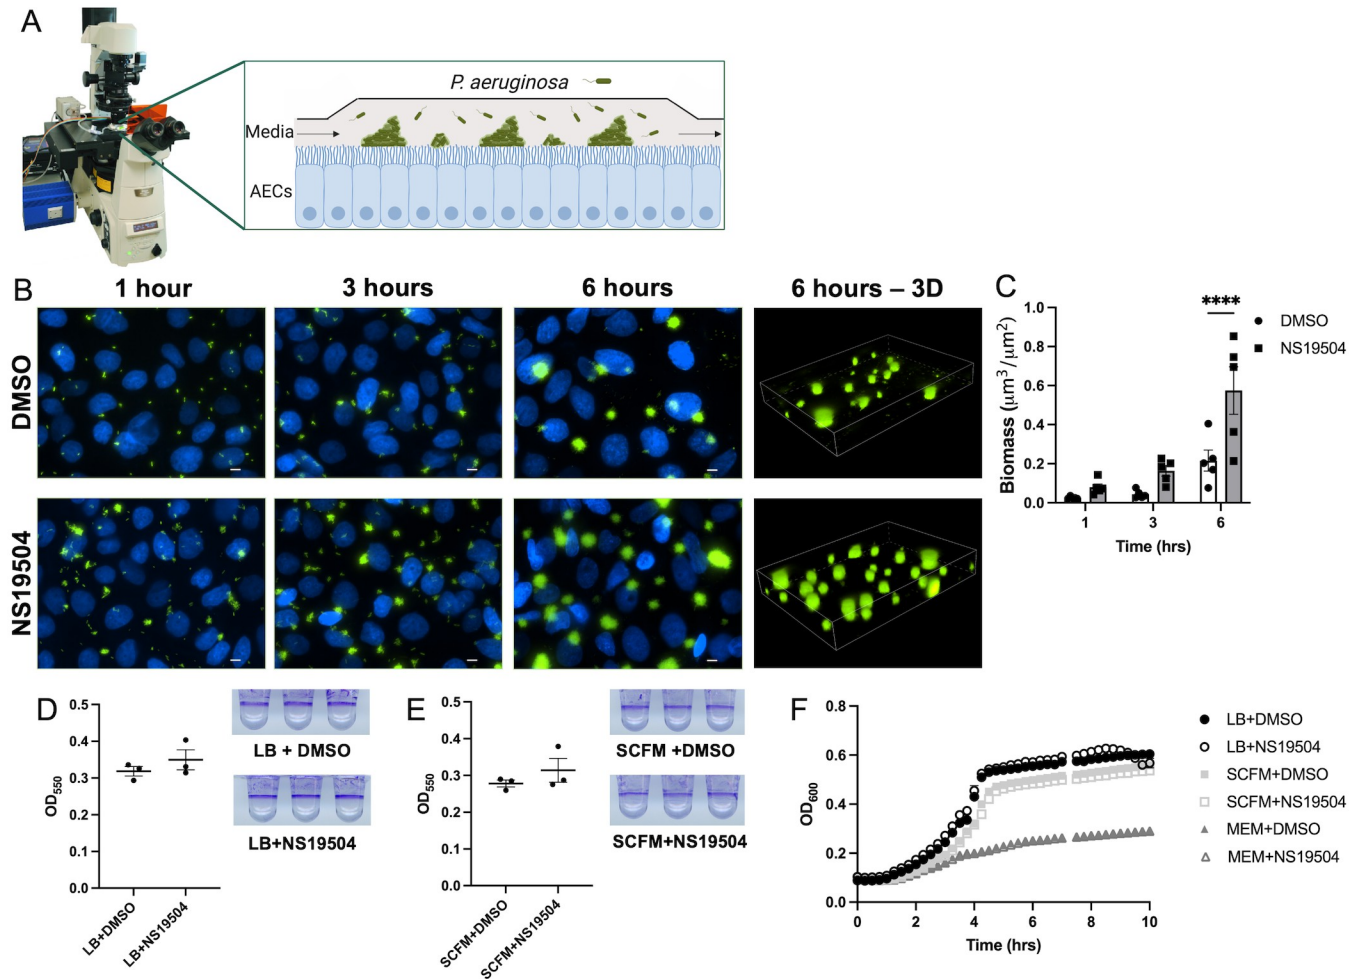 A
P. aeruginosa
Media
AECs
B
1 hour
3 hours
6 hours
6 hours – 3D
DMSO
NS19504
C
****
DMSO
NS19504
Biomass (μm³/μm²)
1.0
0.8
0.6
0.4
0.2
0.0
1
3
6
Time (hrs)
D
OD₅₅₀
0.5
0.4
0.3
0.2
0.1
0.0
LB+DMSO
LB+NS19504
LB + DMSO
LB+NS19504
E
OD₅₅₀
0.5
0.4
0.3
0.2
0.1
0.0
SCFM+DMSO
SCFM+NS19504
SCFM +DMSO
SCFM+NS19504
F
OD₆₀₀
0.8
0.6
0.4
0.2
0.0
0
2
4
6
8
10
Time (hrs)
LB+DMSO
LB+NS19504
SCFM+DMSO
SCFM+NS19504
MEM+DMSO
MEM+NS19504